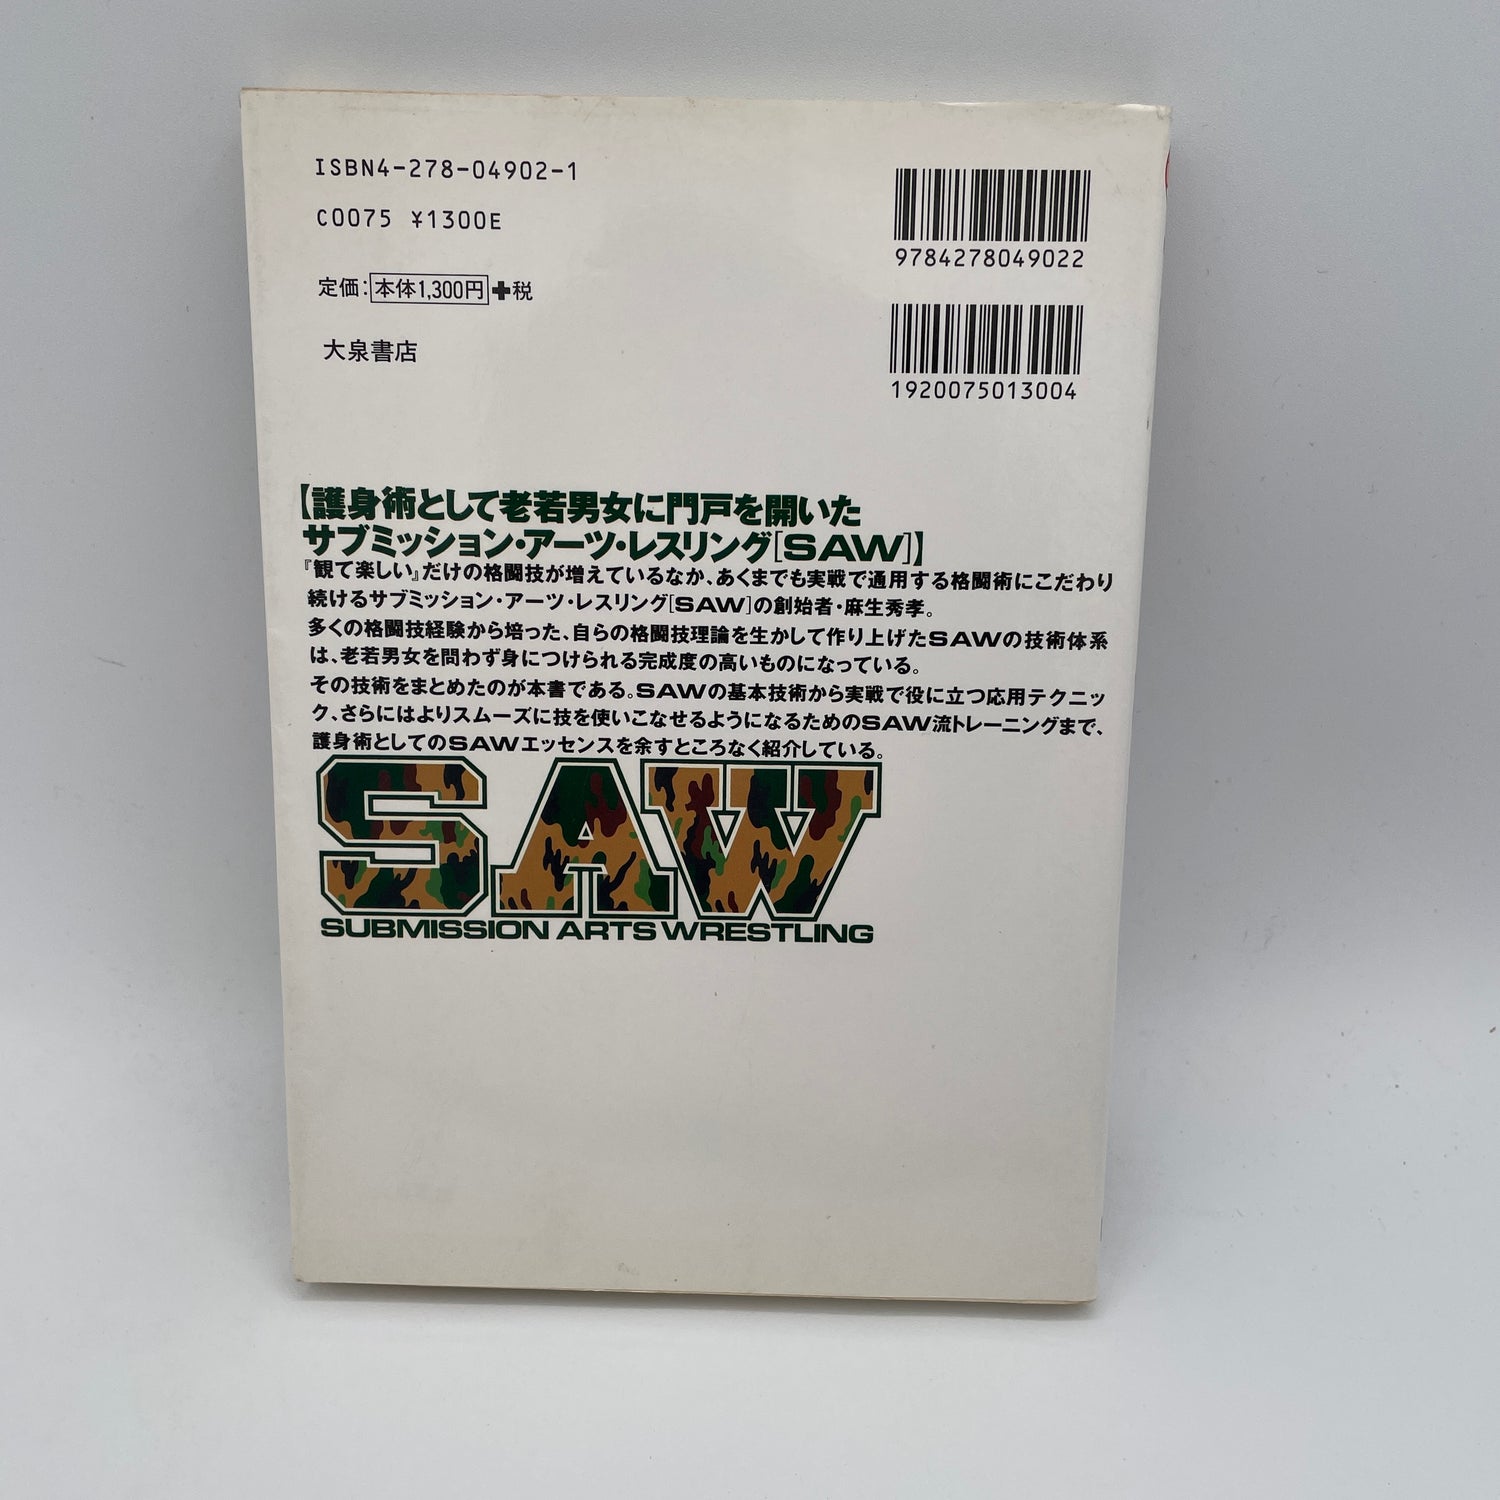 ISBN4-278-04902-1
C0075 ¥1300E
定価：本体1,300円✚税
大泉書店
9784278049022
1920075013004
【護身術として老若男女に門戸を開いた
サブミッション・アーツ・レスリング[SAW]】
『観て楽しい』だけの格闘技が増えているなか、あくまでも実戦で通用する格闘術にこだわり
続けるサブミッション・アーツ・レスリング[SAW]の創始者・麻生秀孝。
多くの格闘技経験から培った、自らの格闘技理論を生かして作り上げたSAWの技術体系
は、老若男女を問わず身につけられる完成度の高いものになっている。
その技術をまとめたのが本書である。SAWの基本技術から実戦で役に立つ応用テクニッ
ク、さらにはよりスムーズに技を使いこなせるようになるためのSAW流トレーニングまで、
護身術としてのSAWエッセンスを余すところなく紹介している。
SAW
SUBMISSION ARTS WRESTLING